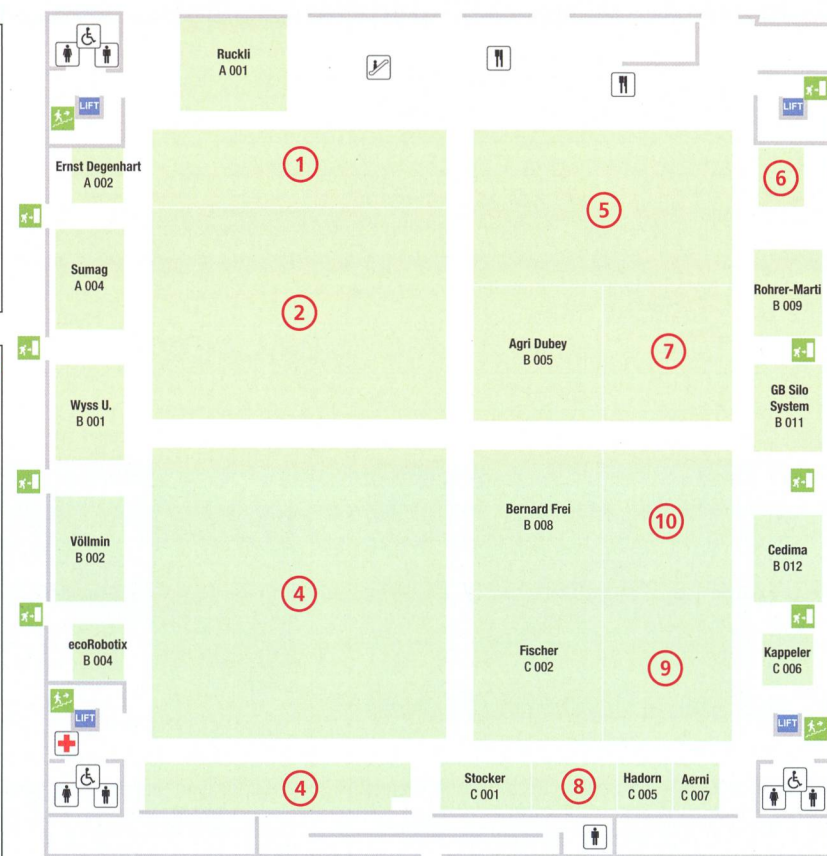 Ruckli
A 001
LIFT
LIFT
Ernst Degenhart
A 002
1
5
6
Sumag
A 004
2
Rohrer-Marti
B 009
Agri Dubey
B 005
7
Wyss U.
B 001
GB Silo
System
B 011
Bernard Frei
B 008
10
Völlmin
B 002
Cedima
B 012
4
ecoRobotix
B 004
Fischer
C 002
9
Kappeler
C 006
LIFT
LIFT
4
Stocker
C 001
8
Hadorn
C 005
Aerni
C 007